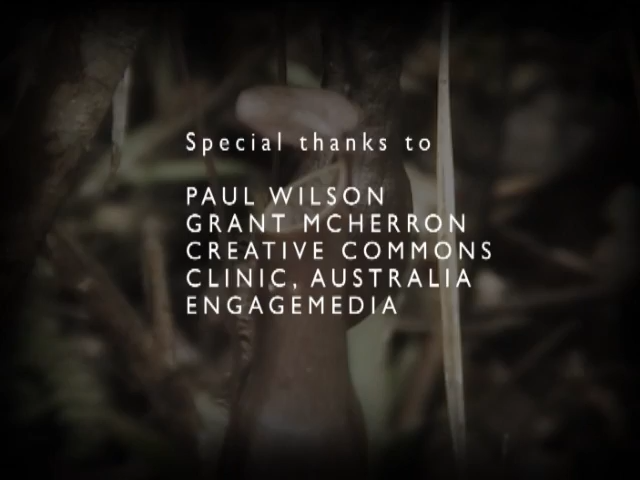 Special thanks to
PAUL WILSON
GRANT MCHERRON
CREATIVE COMMONS
CLINIC, AUSTRALIA
ENGAGEMEDIA